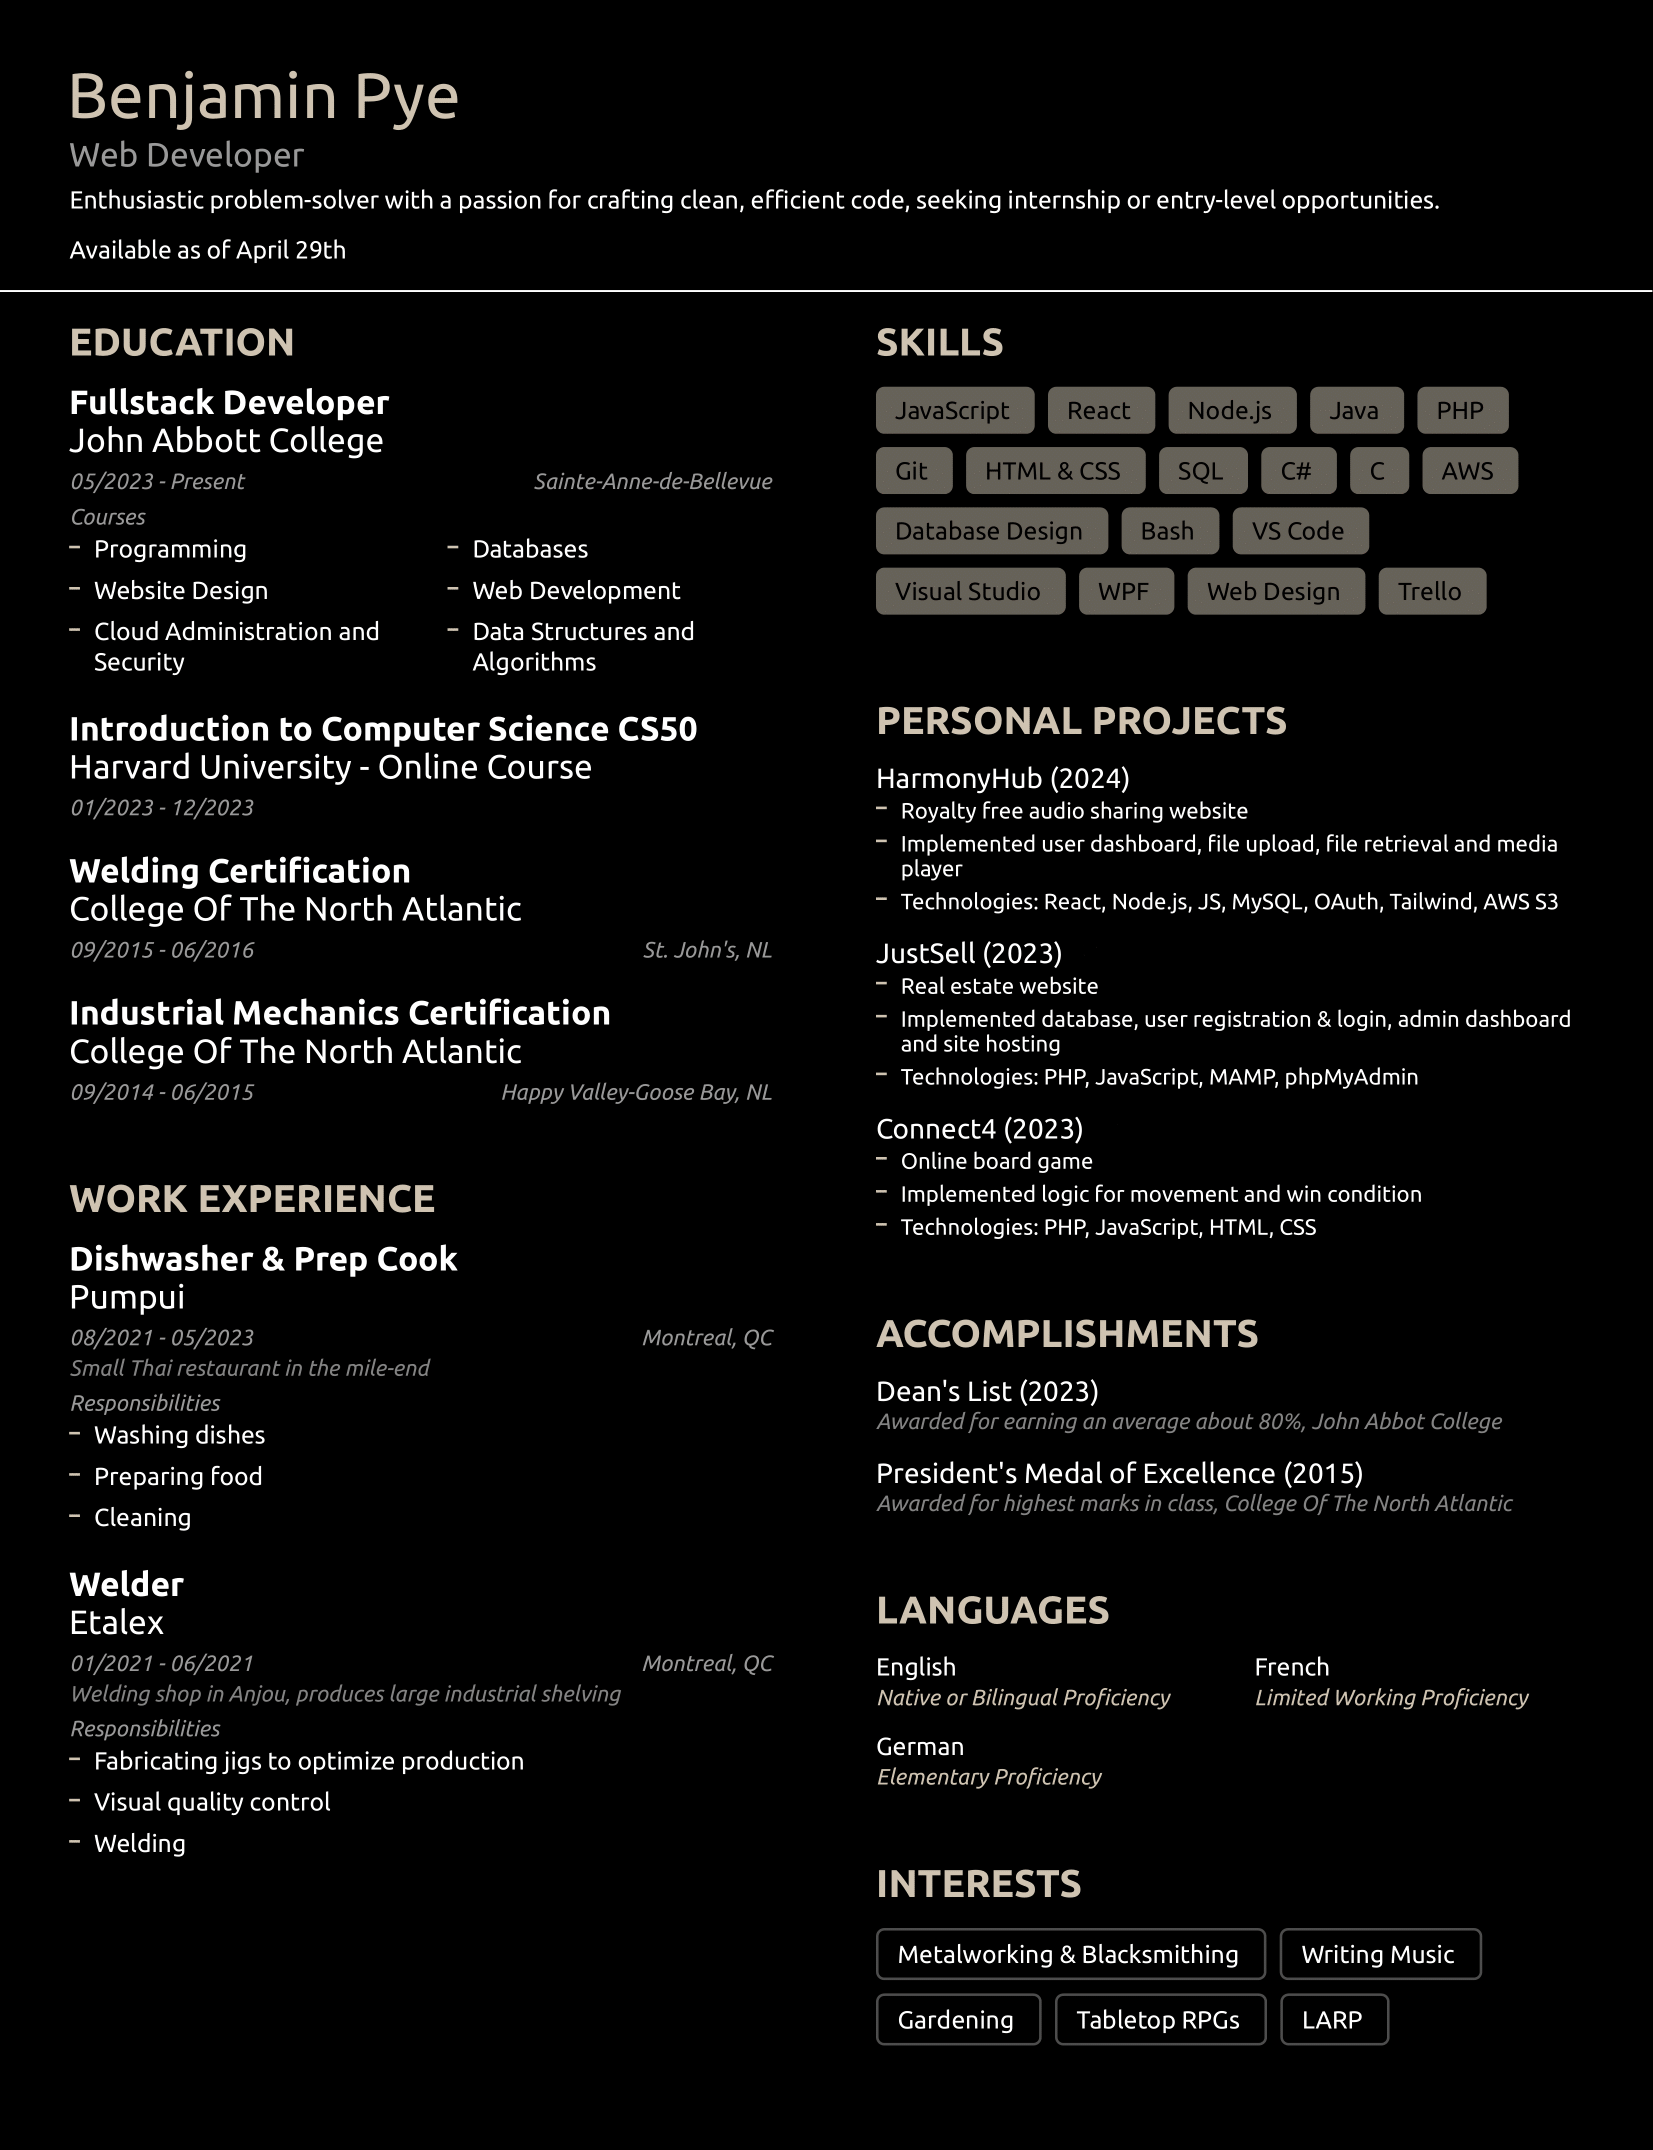 Benjamin Pye
Web Developer
Enthusiastic problem-solver with a passion for crafting clean, efficient code, seeking internship or entry-level opportunities.
Available as of April 29th
EDUCATION
Fullstack Developer
John Abbott College
05/2023 - Present Sainte-Anne-de-Bellevue
Courses
– Programming – Databases
– Website Design – Web Development
– Cloud Administration and – Data Structures and
Security Algorithms
Introduction to Computer Science CS50
Harvard University - Online Course
01/2023 - 12/2023
Welding Certification
College Of The North Atlantic
09/2015 - 06/2016 St. John's, NL
Industrial Mechanics Certification
College Of The North Atlantic
09/2014 - 06/2015 Happy Valley-Goose Bay, NL
WORK EXPERIENCE
Dishwasher & Prep Cook
Pumpui
08/2021 - 05/2023 Montreal, QC
Small Thai restaurant in the mile-end
Responsibilities
– Washing dishes
– Preparing food
– Cleaning
Welder
Etalex
01/2021 - 06/2021 Montreal, QC
Welding shop in Anjou, produces large industrial shelving
Responsibilities
– Fabricating jigs to optimize production
– Visual quality control
– Welding
SKILLS
JavaScript React Node.js Java PHP
Git HTML & CSS SQL C# C AWS
Database Design Bash VS Code
Visual Studio WPF Web Design Trello
PERSONAL PROJECTS
HarmonyHub (2024)
– Royalty free audio sharing website
– Implemented user dashboard, file upload, file retrieval and media
player
– Technologies: React, Node.js, JS, MySQL, OAuth, Tailwind, AWS S3
JustSell (2023)
– Real estate website
– Implemented database, user registration & login, admin dashboard
and site hosting
– Technologies: PHP, JavaScript, MAMP, phpMyAdmin
Connect4 (2023)
– Online board game
– Implemented logic for movement and win condition
– Technologies: PHP, JavaScript, HTML, CSS
ACCOMPLISHMENTS
Dean's List (2023)
Awarded for earning an average about 80%, John Abbot College
President's Medal of Excellence (2015)
Awarded for highest marks in class, College Of The North Atlantic
LANGUAGES
English French
Native or Bilingual Proficiency Limited Working Proficiency
German
Elementary Proficiency
INTERESTS
Metalworking & Blacksmithing Writing Music
Gardening Tabletop RPGs LARP